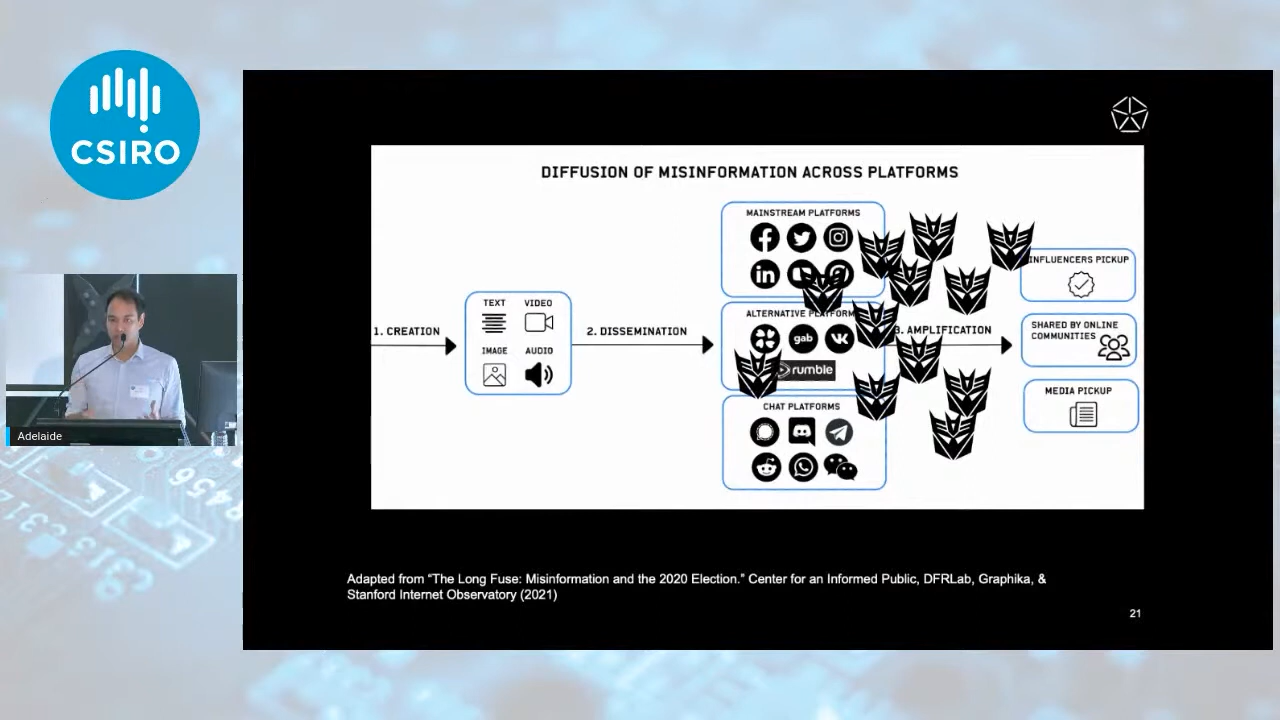 CSIRO
DIFFUSION OF MISINFORMATION ACROSS PLATFORMS
1. CREATION
TEXT VIDEO
IMAGE AUDIO
2. DISSEMINATION
MAINSTREAM PLATFORMS
in
ALTERNATIVE PLATFORMS
gab
rumble
CHAT PLATFORMS
3. AMPLIFICATION
INFLUENCERS PICKUP
SHARED BY ONLINE
COMMUNITIES
MEDIA PICKUP
Adelaide
Adapted from “The Long Fuse: Misinformation and the 2020 Election.” Center for an Informed Public, DFRLab, Graphika, &
Stanford Internet Observatory (2021)
21